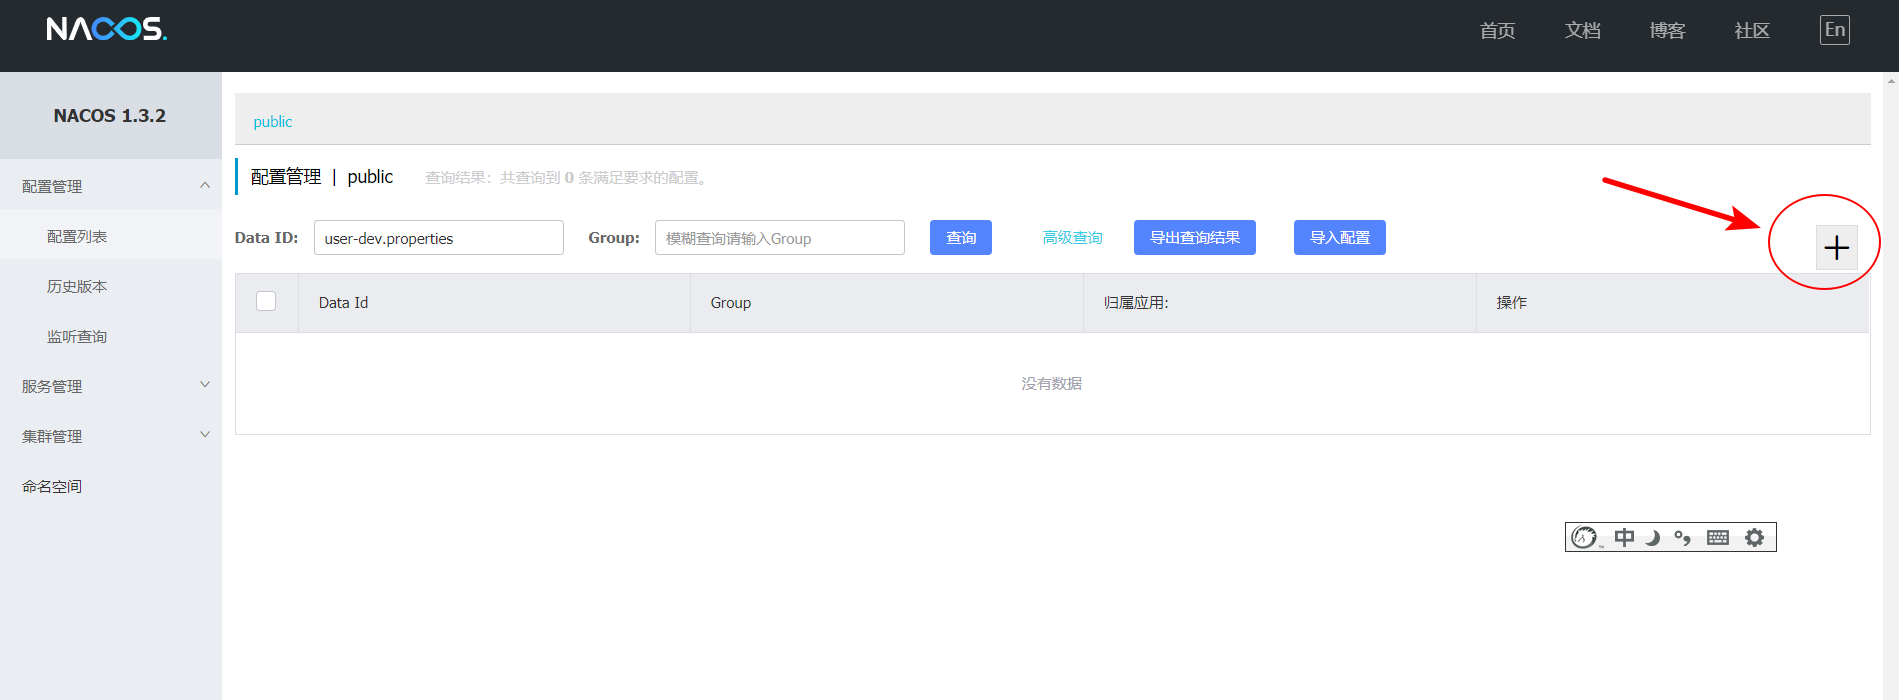 NACOS.
首页 文档 博客 社区 En
NACOS 1.3.2
配置管理
配置列表
历史版本
监听查询
服务管理
集群管理
命名空间
public
配置管理 | public 查询结果：共查询到 0 条满足要求的配置。
Data ID: user-dev.properties Group: 模糊查询请输入Group 查询 高级查询 导出查询结果 导入配置
Data Id Group 归属应用: 操作
没有数据
中